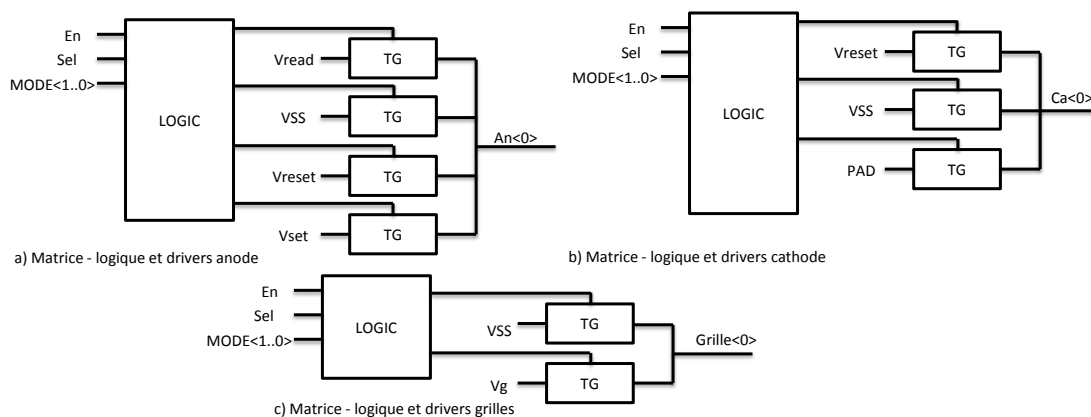 En
Sel
MODE<1..0>
LOGIC
Vread
TG
VSS
TG
Vreset
TG
Vset
TG
An<0>
a) Matrice - logique et drivers anode
En
Sel
MODE<1..0>
LOGIC
Vreset
TG
VSS
TG
PAD
TG
Ca<0>
b) Matrice - logique et drivers cathode
En
Sel
MODE<1..0>
LOGIC
VSS
TG
Vg
TG
Grille<0>
c) Matrice - logique et drivers grilles